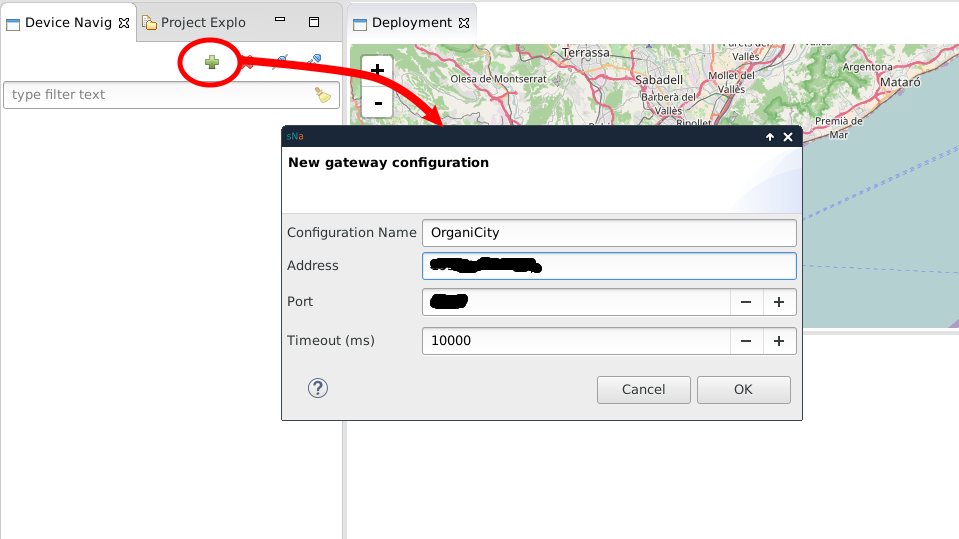 Device Navig
Project Explo
Deployment
type filter text
+
-
Terrassa
Olesa de Montserrat
Sabadell
Barberà del
Vallès
Mollet del
Vallès
Vallès
Argentona
Mataró
Premià de
Mar
Ripollet
sNa
New gateway configuration
Configuration Name
OrganiCity
Address
Port
Timeout (ms)
10000
?
Cancel
OK